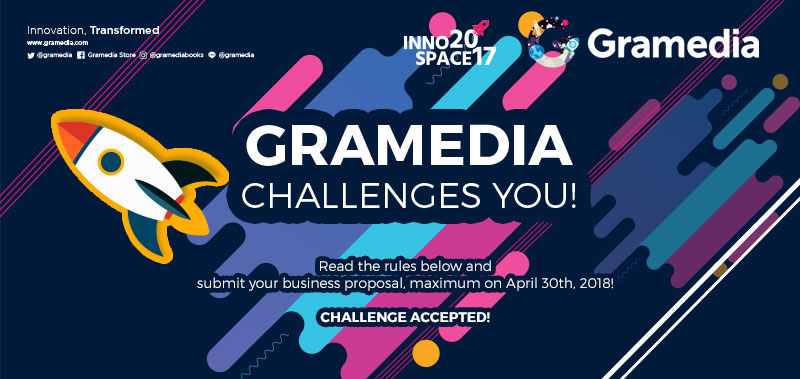 Innovation, Transformed
www.gramedia.com
@gramedia Gramedia Store @gramediabooks @gramedia
INNO20
SPACE17
Gramedia
GRAMEDIA
CHALLENGES YOU!
Read the rules below and
submit your business proposal, maximum on April 30th, 2018!
CHALLENGE ACCEPTED!